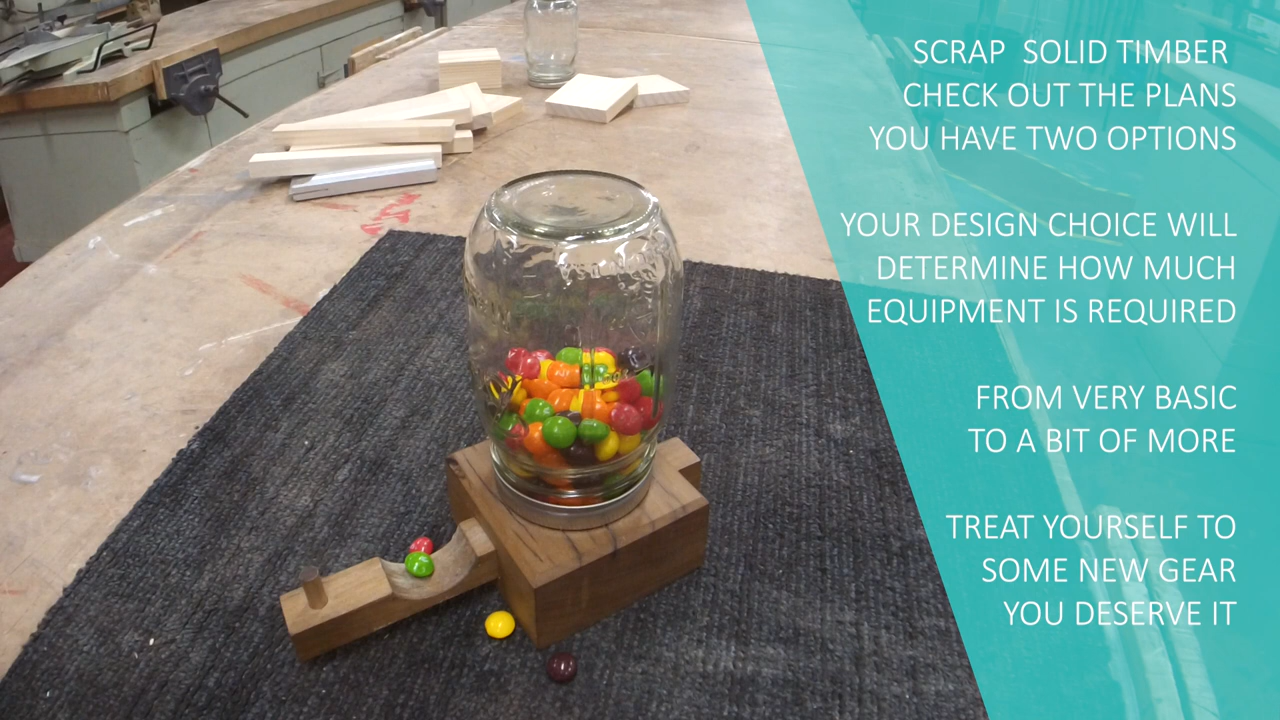 SCRAP  SOLID TIMBER
CHECK OUT THE PLANS
YOU HAVE TWO OPTIONS
YOUR DESIGN CHOICE WILL
DETERMINE HOW MUCH
EQUIPMENT IS REQUIRED
FROM VERY BASIC
TO A BIT OF MORE
TREAT YOURSELF TO
SOME NEW GEAR
YOU DESERVE IT